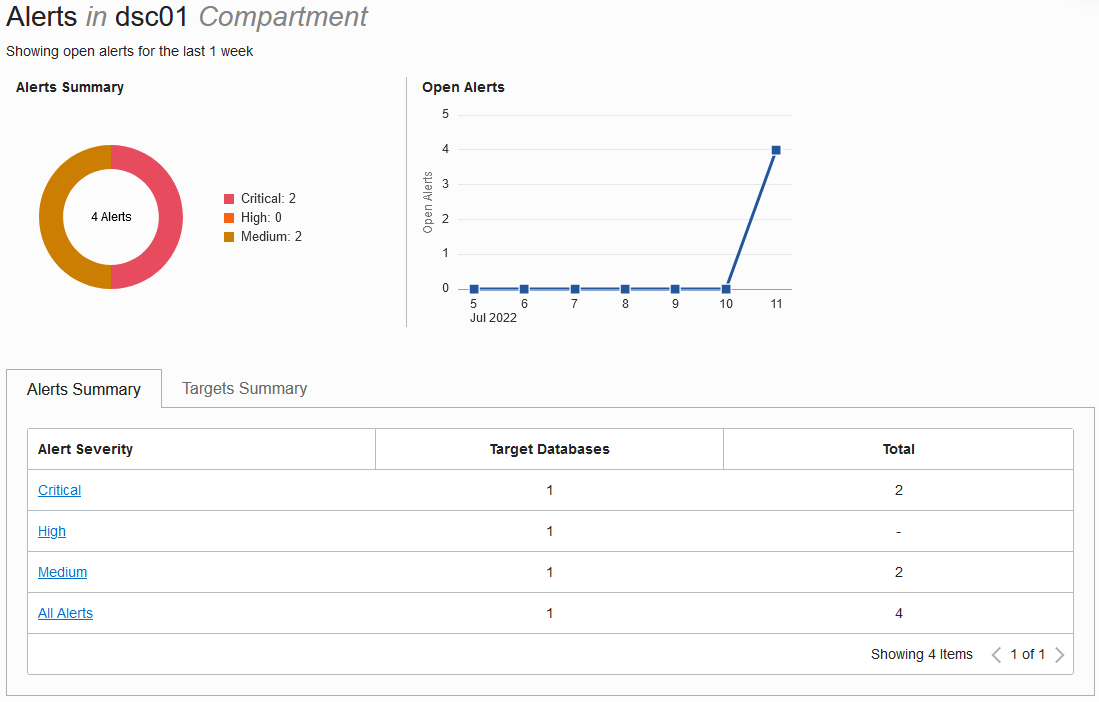 Alerts in dsc01 Compartment
Showing open alerts for the last 1 week
Alerts Summary
4 Alerts
Critical: 2
High: 0
Medium: 2
Open Alerts
Open Alerts
5
4
3
2
1
0
5 6 7 8 9 10 11
Jul 2022
Alerts Summary Targets Summary
Alert Severity Target Databases Total
Critical 1 2
High 1 -
Medium 1 2
All Alerts 1 4
Showing 4 Items 1 of 1